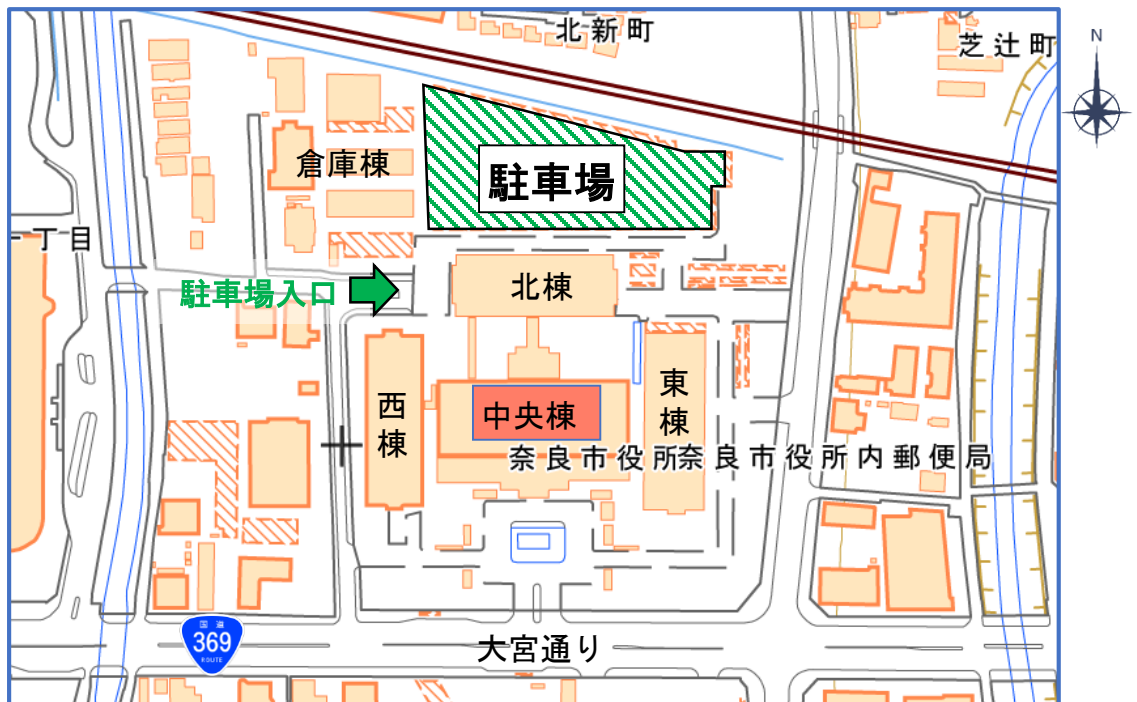 北新町
芝辻町
N
倉庫棟
駐車場
一丁目
駐車場入口
北棟
西棟
中央棟
東棟
奈良市役所
奈良市役所内郵便局
国道
369
ROUTE
大宮通り